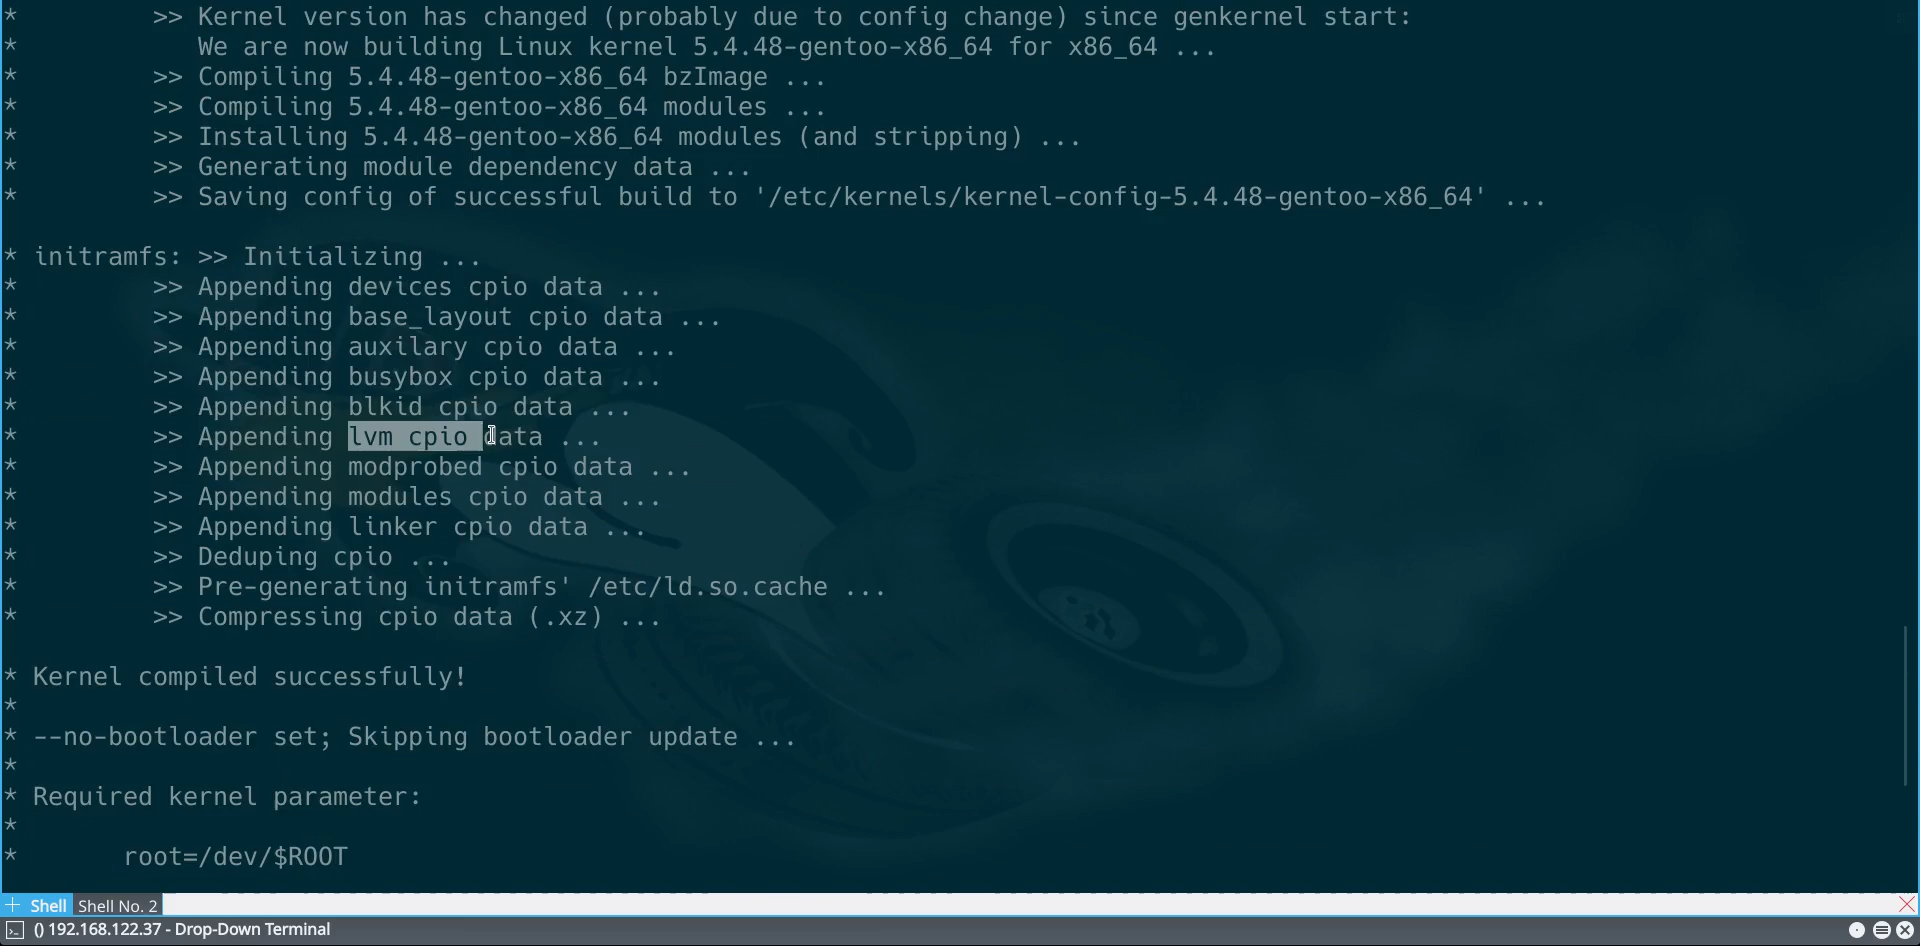 *         >> Kernel version has changed (probably due to config change) since genkernel start:
*            We are now building Linux kernel 5.4.48-gentoo-x86_64 for x86_64 ...
*         >> Compiling 5.4.48-gentoo-x86_64 bzImage ...
*         >> Compiling 5.4.48-gentoo-x86_64 modules ...
*         >> Installing 5.4.48-gentoo-x86_64 modules (and stripping) ...
*         >> Generating module dependency data ...
*         >> Saving config of successful build to '/etc/kernels/kernel-config-5.4.48-gentoo-x86_64' ...

* initramfs: >> Initializing ...
*         >> Appending devices cpio data ...
*         >> Appending base_layout cpio data ...
*         >> Appending auxilary cpio data ...
*         >> Appending busybox cpio data ...
*         >> Appending blkid cpio data ...
*         >> Appending lvm cpio data ...
*         >> Appending modprobed cpio data ...
*         >> Appending modules cpio data ...
*         >> Appending linker cpio data ...
*         >> Deduping cpio ...
*         >> Pre-generating initramfs' /etc/ld.so.cache ...
*         >> Compressing cpio data (.xz) ...

* Kernel compiled successfully!
*
* --no-bootloader set; Skipping bootloader update ...
*
* Required kernel parameter:
*
*       root=/dev/$ROOT
Shell Shell No. 2
() 192.168.122.37 - Drop-Down Terminal